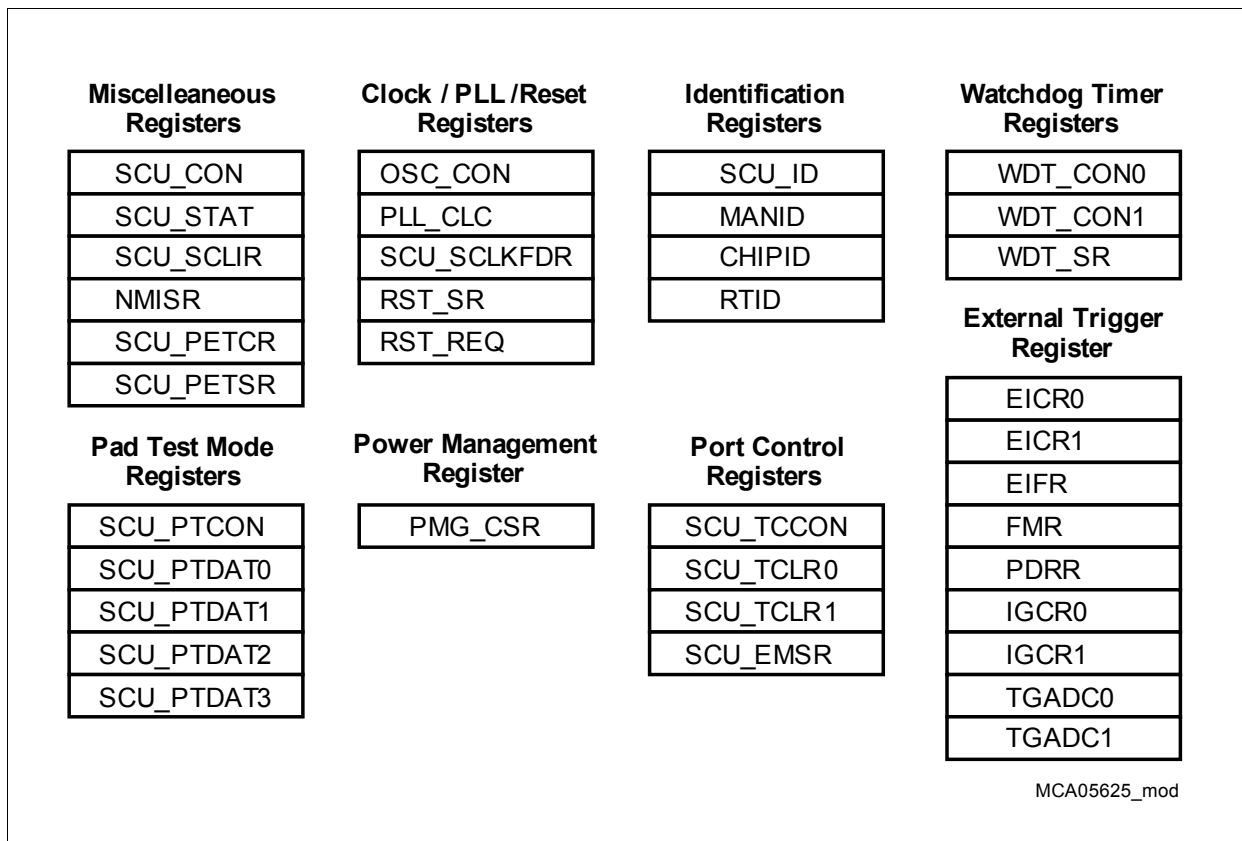 Miscelleaneous
Registers
SCU_CON
SCU_STAT
SCU_SCLIR
NMISR
SCU_PETCR
SCU_PETSR
Clock / PLL /Reset
Registers
OSC_CON
PLL_CLC
SCU_SCLKFDR
RST_SR
RST_REQ
Identification
Registers
SCU_ID
MANID
CHIPID
RTID
Watchdog Timer
Registers
WDT_CON0
WDT_CON1
WDT_SR
External Trigger
Register
EICR0
EICR1
EIFR
FMR
PDRR
IGCR0
IGCR1
TGADC0
TGADC1
Pad Test Mode
Registers
SCU_PTCON
SCU_PTDAT0
SCU_PTDAT1
SCU_PTDAT2
SCU_PTDAT3
Power Management
Register
PMG_CSR
Port Control
Registers
SCU_TCCON
SCU_TCLR0
SCU_TCLR1
SCU_EMSR
MCA05625_mod